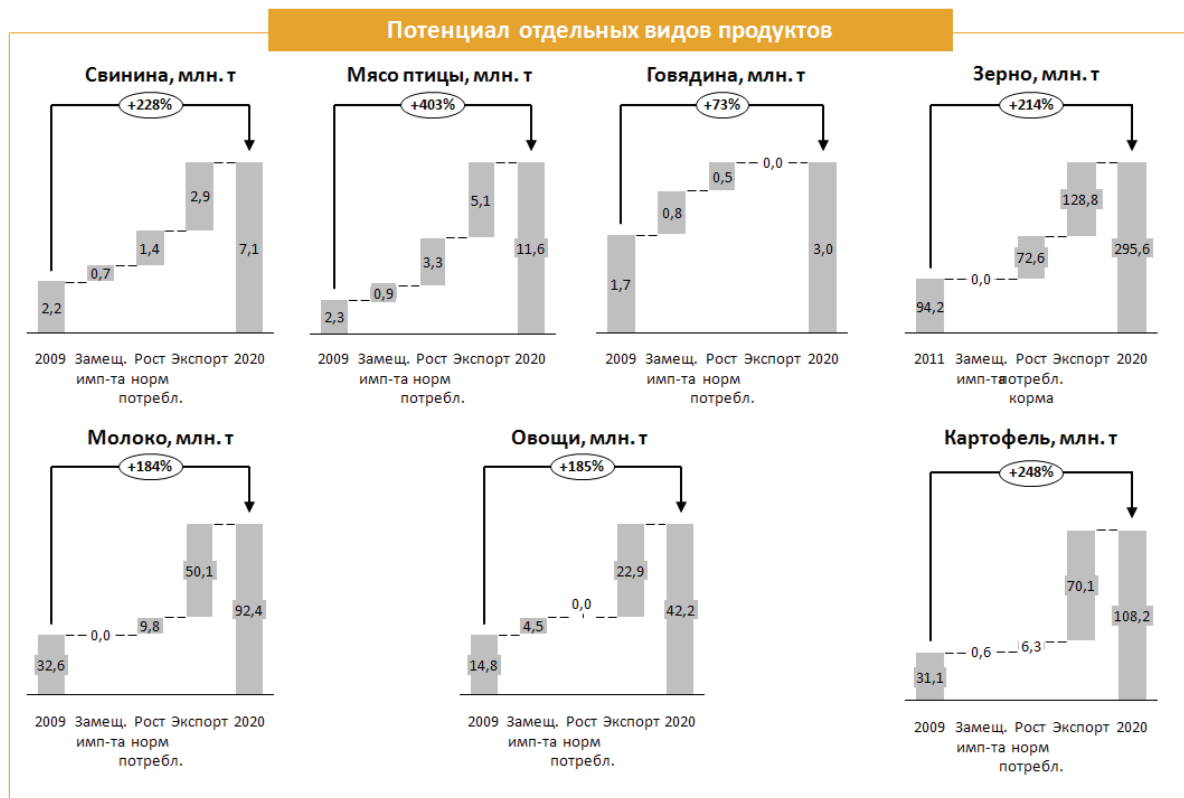 Потенциал отдельных видов продуктов
Свинина, млн. т
+228%
2,2
0,7
1,4
2,9
7,1
2009 Замещ. Рост Экспорт 2020
имп-та норм
потребл.
Мясо птицы, млн. т
+403%
2,3
0,9
3,3
5,1
11,6
2009 Замещ. Рост Экспорт 2020
имп-та норм
потребл.
Говядина, млн. т
+73%
1,7
0,8
0,5
0,0
3,0
2009 Замещ. Рост Экспорт 2020
имп-та норм
потребл.
Зерно, млн. т
+214%
94,2
0,0
72,6
128,8
295,6
2011 Замещ. Рост Экспорт 2020
имп-та потребл.
корма
Молоко, млн. т
+184%
32,6
0,0
9,8
50,1
92,4
2009 Замещ. Рост Экспорт 2020
имп-та норм
потребл.
Овощи, млн. т
+185%
14,8
4,5
0,0
22,9
42,2
2009 Замещ. Рост Экспорт 2020
имп-та норм
потребл.
Картофель, млн. т
+248%
31,1
0,6
6,3
70,1
108,2
2009 Замещ. Рост Экспорт 2020
имп-та норм
потребл.